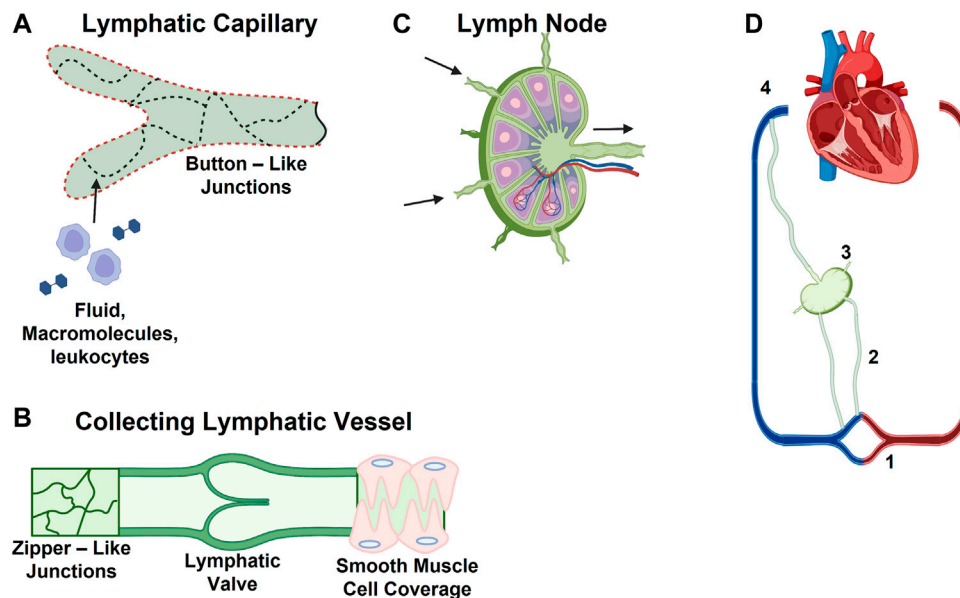 A
Lymphatic Capillary
Button – Like
Junctions
Fluid,
Macromolecules,
leukocytes
B
Collecting Lymphatic Vessel
Zipper – Like
Junctions
Lymphatic
Valve
Smooth Muscle
Cell Coverage
C
Lymph Node
D
4
3
2
1